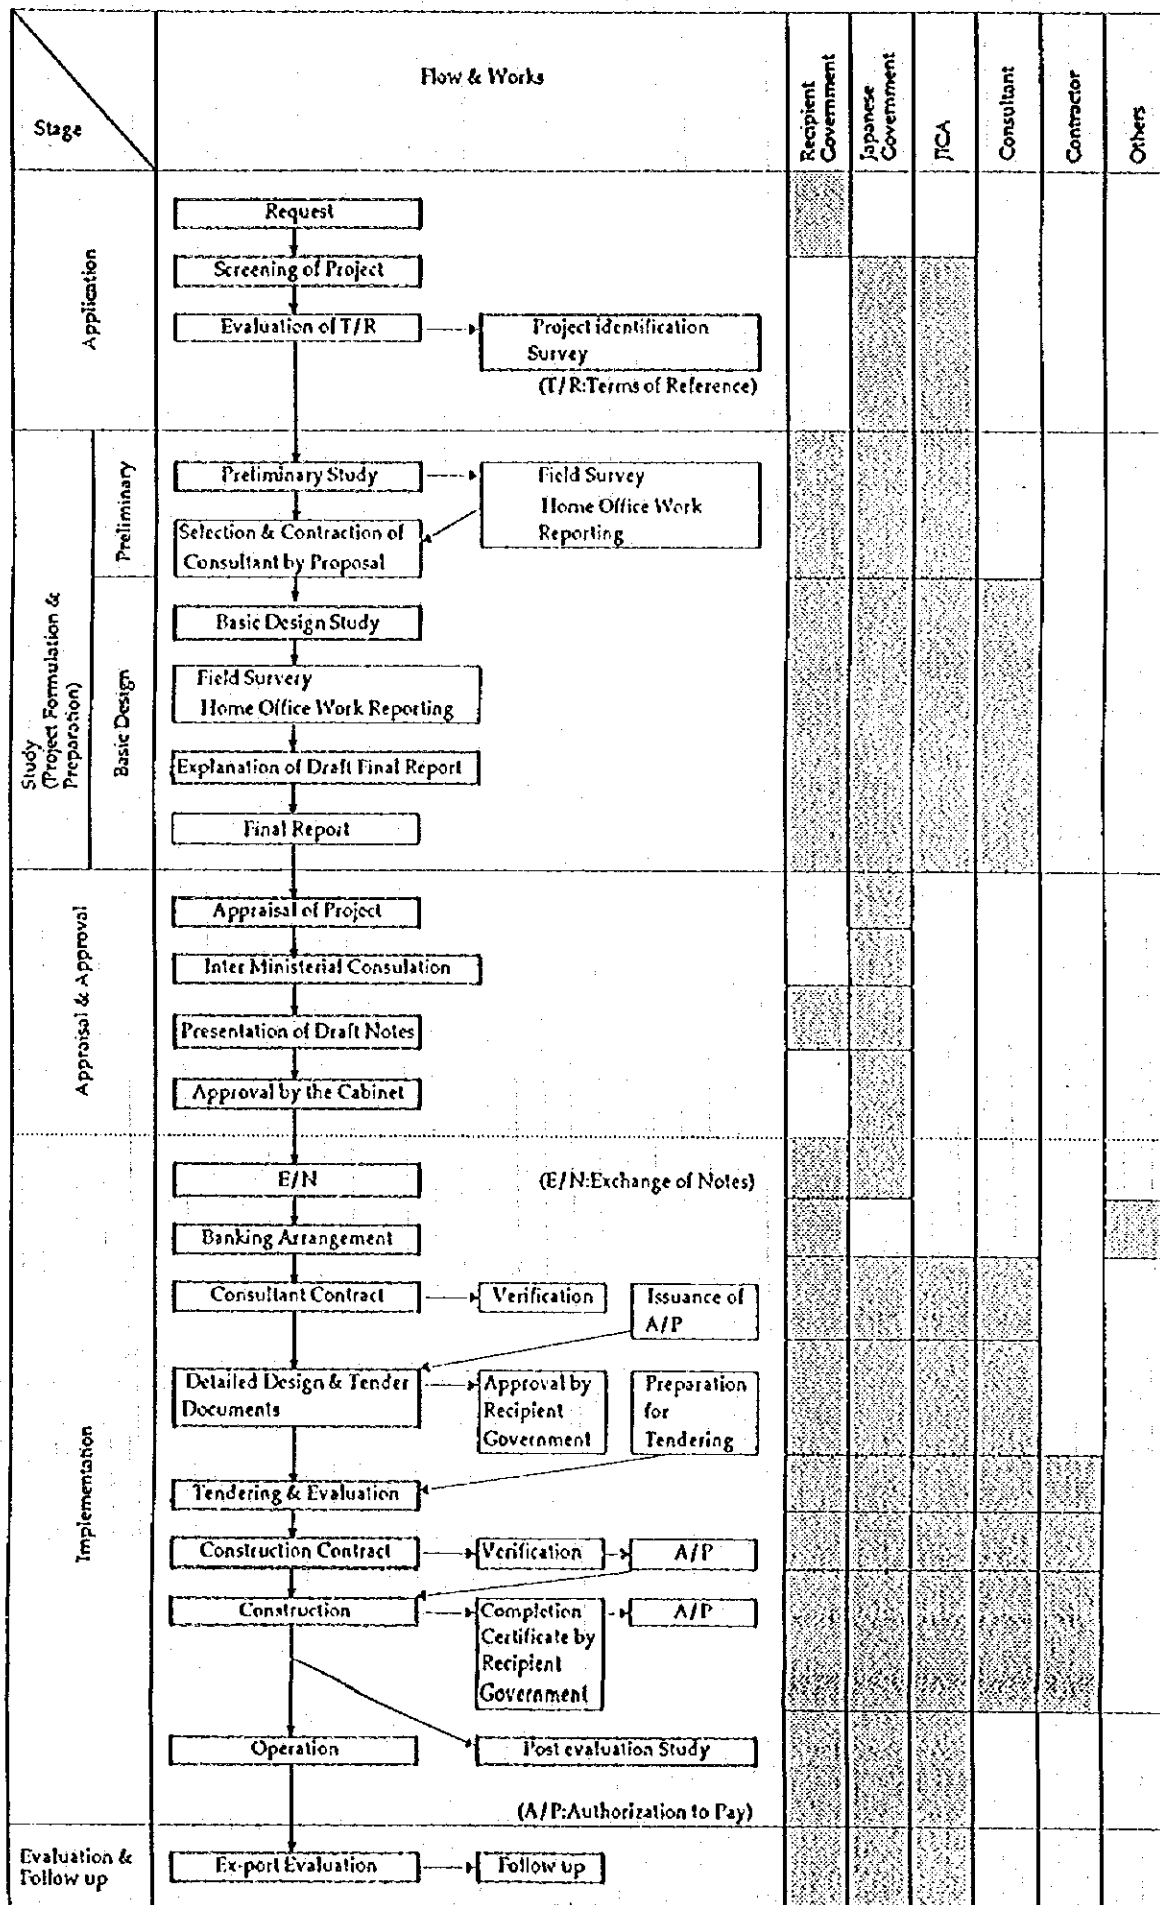 Stage
Flow & Works
Recipient
Government
Japanese
Government
JICA
Consultant
Contractor
Others
Application
Request
Screening of Project
Evaluation of T/R
Project identification
Survey
(T/R:Terms of Reference)
Study
(Project Formulation &
Preparation)
Preliminary
Preliminary Study
Field Survey
Home Office Work
Reporting
Selection & Contraction of
Consultant by Proposal
Basic Design
Basic Design Study
Field Survery
Home Office Work Reporting
Explanation of Draft Final Report
Final Report
Appraisal & Approval
Appraisal of Project
Inter Ministerial Consulation
Presentation of Draft Notes
Approval by the Cabinet
Implementation
E/N
(E/N:Exchange of Notes)
Banking Arrangement
Consultant Contract
Verification
Issuance of
A/P
Detailed Design & Tender
Documents
Approval by
Recipient
Government
Preparation
for
Tendering
Tendering & Evaluation
Construction Contract
Verification
A/P
Construction
Completion
Certificate by
Recipient
Government
A/P
Operation
Post evaluation Study
(A/P:Authorization to Pay)
Evaluation &
Follow up
Ex-port Evaluation
Follow up